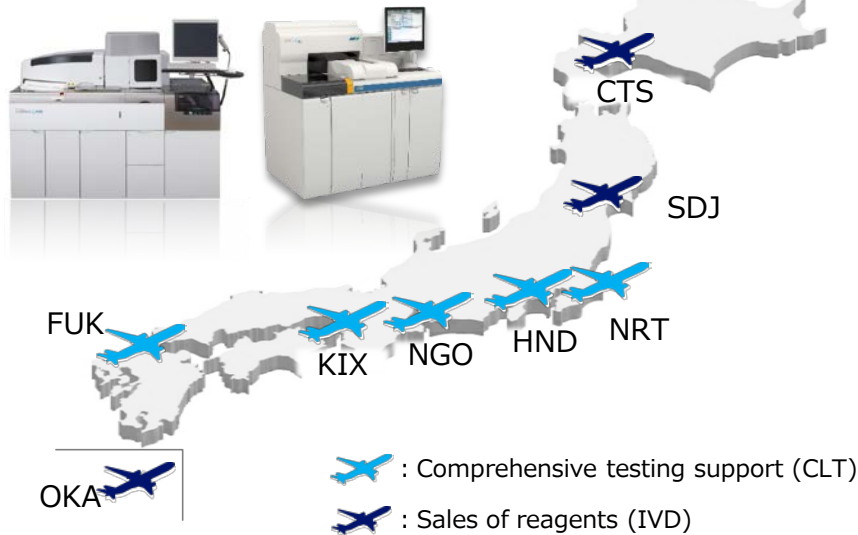 CTS
SDJ
FUK
KIX
NGO
HND
NRT
OKA
: Comprehensive testing support (CLT)
: Sales of reagents (IVD)